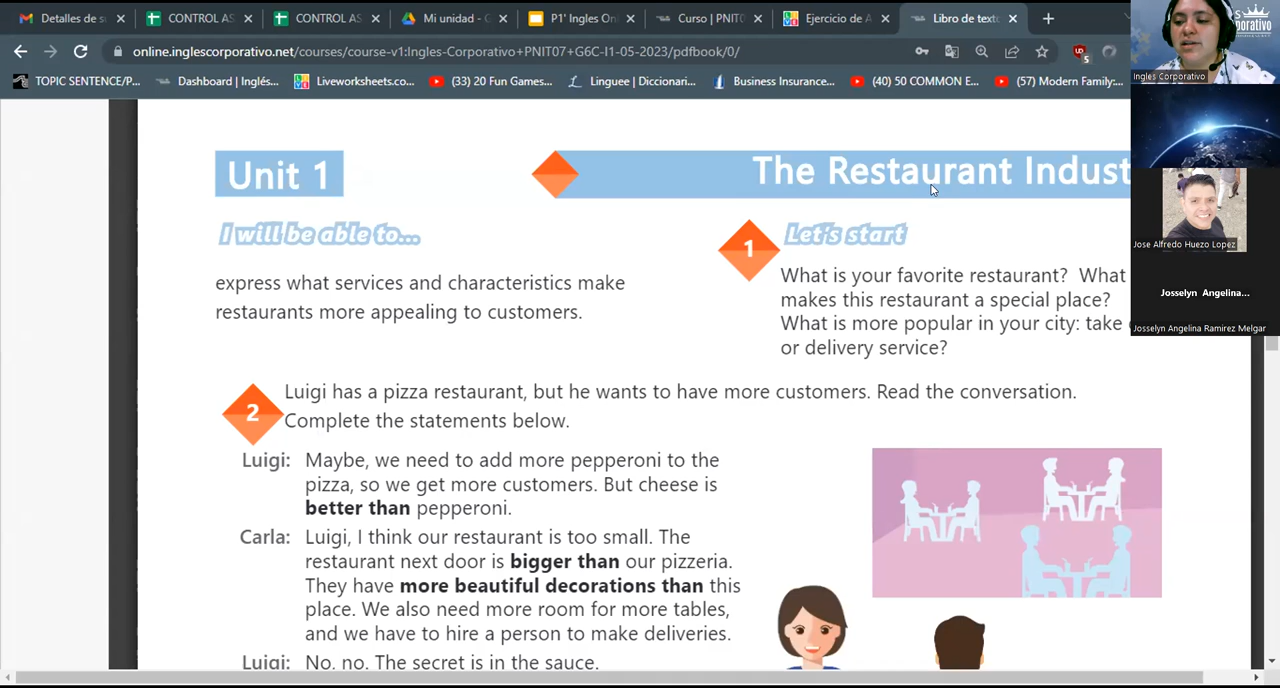 Detalles de s
CONTROL AS
CONTROL AS
Mi unidad - G
P1' Ingles On
Curso | PNIT
Ejercicio de A
Libro de text
online.inglescorporativo.net/courses/course-v1:Ingles-Corporativo+PNIT07+G6C-I1-05-2023/pdfbook/0/
TOPIC SENTENCE/P...
Dashboard | Inglés...
Liveworksheets.co...
(33) 20 Fun Games...
Linguee | Diccionari...
Business Insurance...
(40) 50 COMMON E...
(57) Modern Family:...
Ingles Corporativo
Jose Alfredo Huezo Lopez
Josselyn Angelina...
Josselyn Angelina Ramirez Melgar
Unit 1
The Restaurant Indust
I will be able to...
express what services and characteristics make
restaurants more appealing to customers.
1
Let's start
What is your favorite restaurant? What
makes this restaurant a special place?
What is more popular in your city: take
or delivery service?
2
Luigi has a pizza restaurant, but he wants to have more customers. Read the conversation.
Complete the statements below.
Luigi: Maybe, we need to add more pepperoni to the
pizza, so we get more customers. But cheese is
better than pepperoni.
Carla: Luigi, I think our restaurant is too small. The
restaurant next door is bigger than our pizzeria.
They have more beautiful decorations than this
place. We also need more room for more tables,
and we have to hire a person to make deliveries.
Luigi: No, no. The secret is in the sauce.